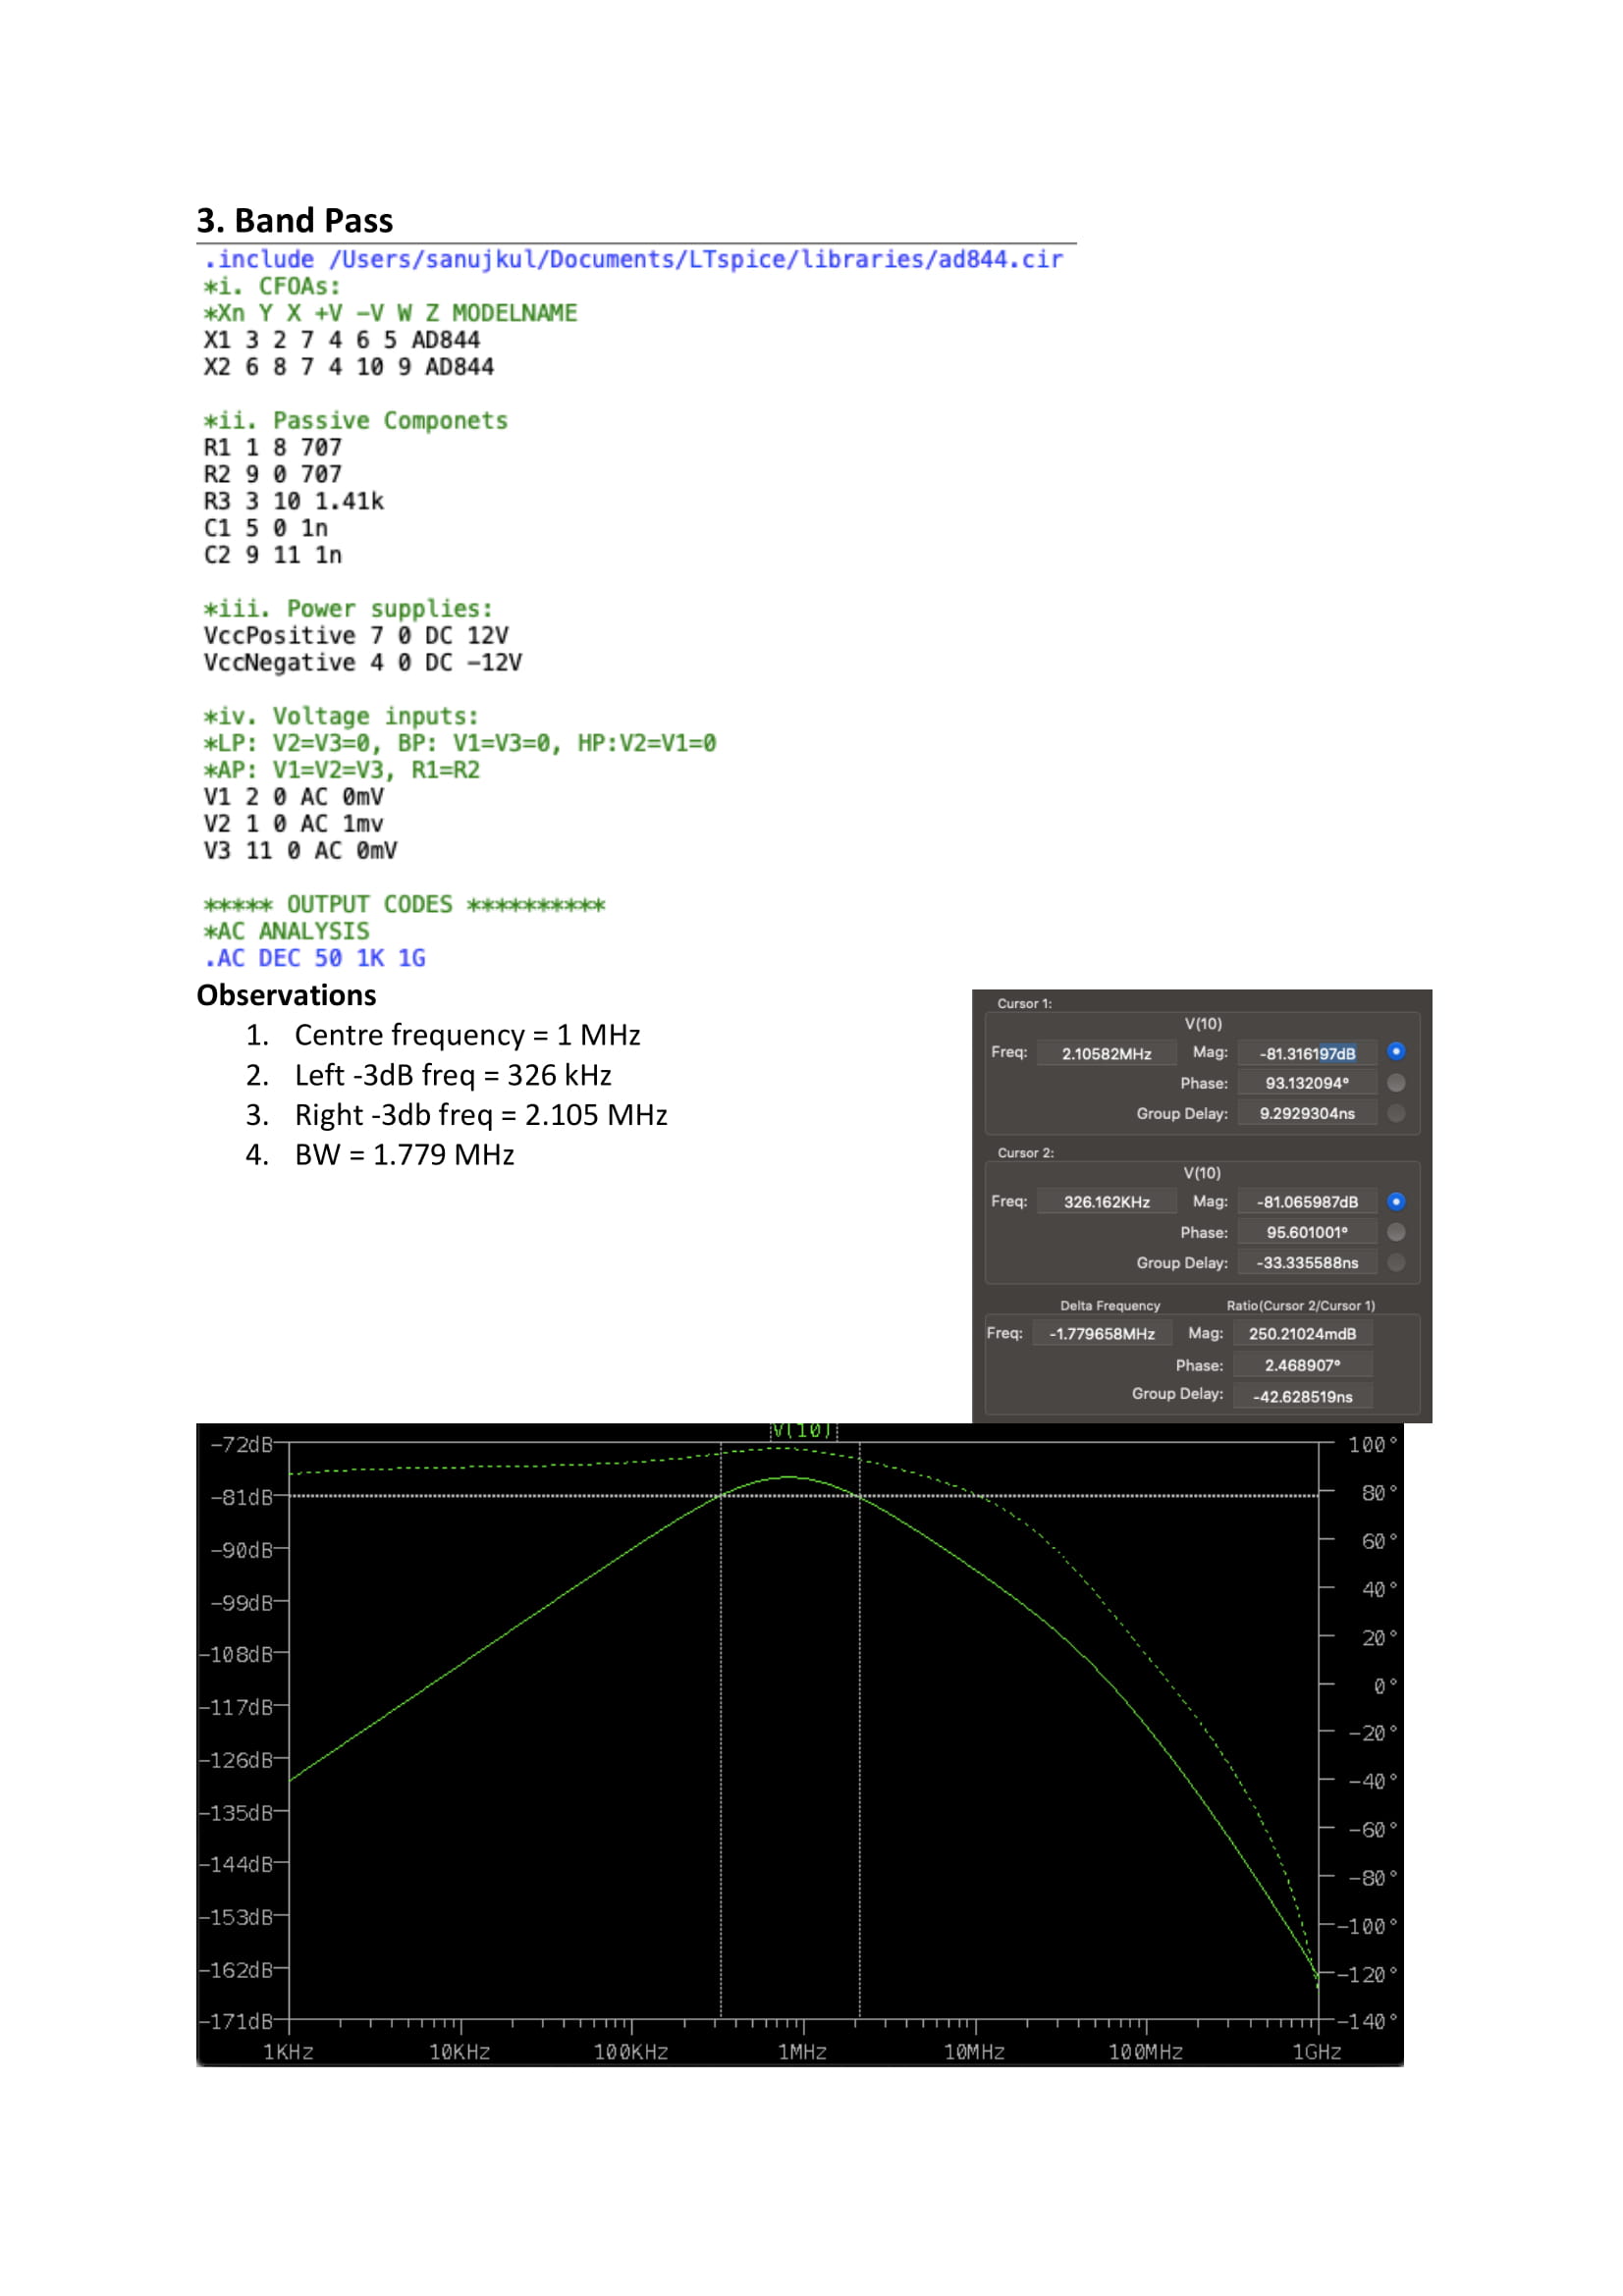 3. Band Pass
.include /Users/sanujkul/Documents/LTspice/libraries/ad844.cir
*i. CFOAs:
*Xn Y X +V -V W Z MODELNAME
X1 3 2 7 4 6 5 AD844
X2 6 8 7 4 10 9 AD844
*ii. Passive Componets
R1 1 8 707
R2 9 0 707
R3 3 10 1.41k
C1 5 0 1n
C2 9 11 1n
*iii. Power supplies:
VccPositive 7 0 DC 12V
VccNegative 4 0 DC -12V
*iv. Voltage inputs:
*LP: V2=V3=0, BP: V1=V3=0, HP:V2=V1=0
*AP: V1=V2=V3, R1=R2
V1 2 0 AC 0mV
V2 1 0 AC 1mv
V3 11 0 AC 0mV
***** OUTPUT CODES **********
*AC ANALYSIS
.AC DEC 50 1K 1G
Observations
1. Centre frequency = 1 MHz
2. Left -3dB freq = 326 kHz
3. Right -3db freq = 2.105 MHz
4. BW = 1.779 MHz
Cursor 1:
V(10)
Freq: 2.10582MHz Mag: -81.316197dB
Phase: 93.132094°
Group Delay: 9.2929304ns
Cursor 2:
V(10)
Freq: 326.162KHz Mag: -81.065987dB
Phase: 95.601001°
Group Delay: -33.335588ns
Delta Frequency Ratio(Cursor 2/Cursor 1)
Freq: -1.779658MHz Mag: 250.21024mdB
Phase: 2.468907°
Group Delay: -42.628519ns
V(10)
-72dB 100°
-81dB 80°
-90dB 60°
-99dB 40°
-108dB 20°
-117dB 0°
-126dB -20°
-135dB -40°
-144dB -60°
-153dB -80°
-162dB -100°
-171dB -120°
-140°
1KHz 10KHz 100KHz 1MHz 10MHz 100MHz 1GHz